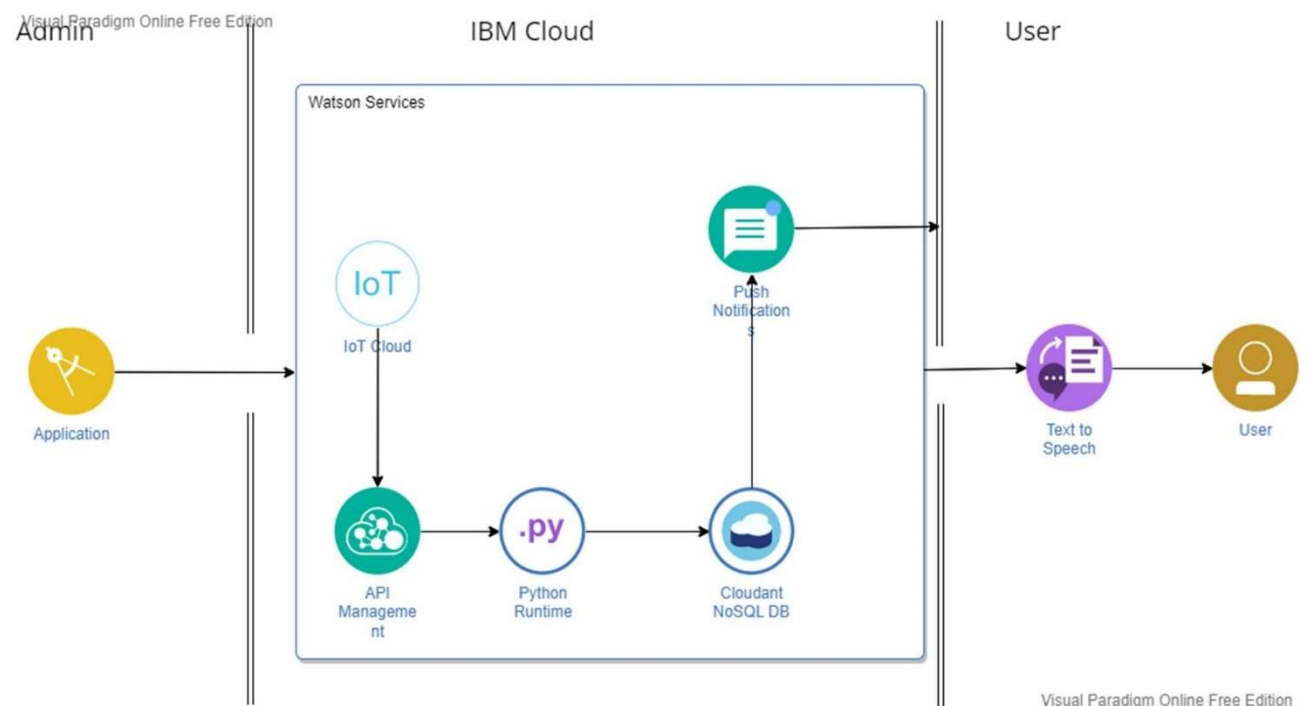 Visual Paradigm Online Free Edition
Admin
IBM Cloud
User
Watson Services
IoT
IoT Cloud
Push
Notification
s
Application
Text to
Speech
User
.py
API
Manageme
nt
Python
Runtime
Cloudant
NoSQL DB
Visual Paradigm Online Free Edition